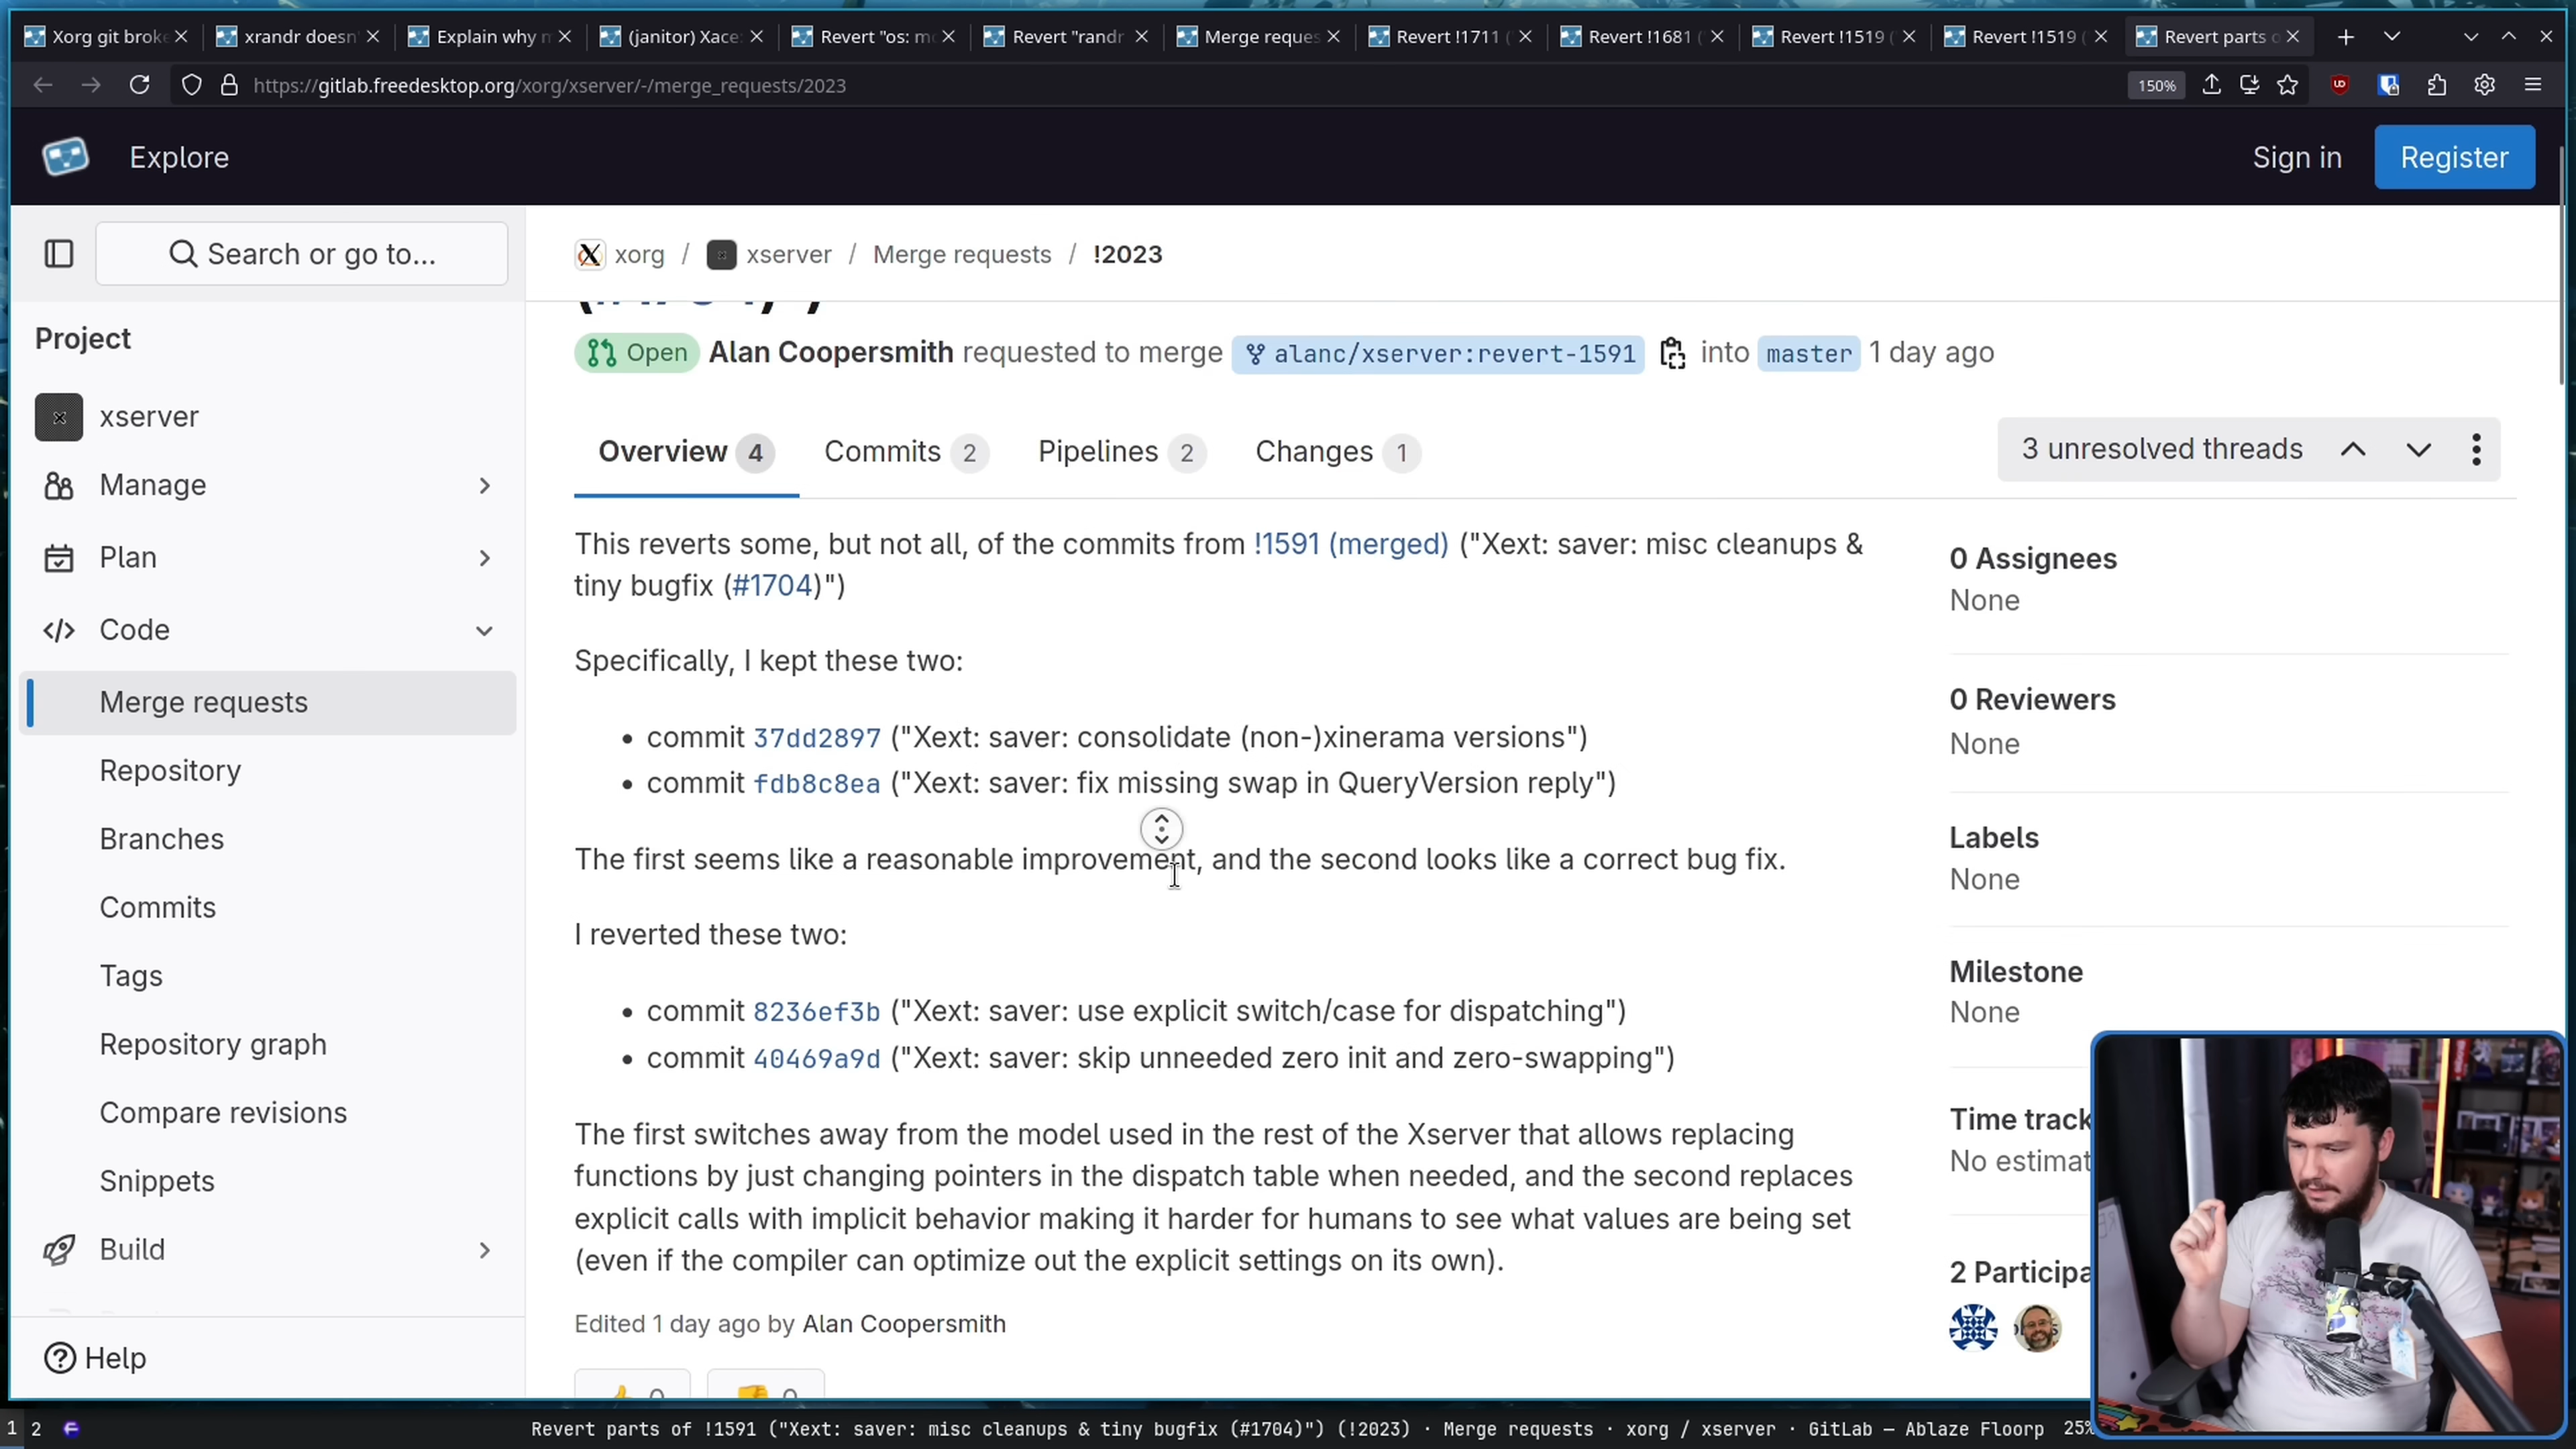 Xorg git broke
xrandr doesn'
Explain why m
(janitor) Xace
Revert "os: mo
Revert "randr
Merge reques
Revert !1711 (
Revert !1681 (
Revert !1519 (
Revert !1519 (
Revert parts o
https://gitlab.freedesktop.org/xorg/xserver/-/merge_requests/2023
150%
Explore
Sign in
Register
Search or go to...
xorg / xserver / Merge requests / !2023
Project
xserver
Manage
Plan
Code
Merge requests
Repository
Branches
Commits
Tags
Repository graph
Compare revisions
Snippets
Build
Help
Open Alan Coopersmith requested to merge alanc/xserver:revert-1591 into master 1 day ago
Overview 4 Commits 2 Pipelines 2 Changes 1
3 unresolved threads
This reverts some, but not all, of the commits from !1591 (merged) ("Xext: saver: misc cleanups &
tiny bugfix (#1704)")
Specifically, I kept these two:
• commit 37dd2897 ("Xext: saver: consolidate (non-)xinerama versions")
• commit fdb8c8ea ("Xext: saver: fix missing swap in QueryVersion reply")
The first seems like a reasonable improvement, and the second looks like a correct bug fix.
I reverted these two:
• commit 8236ef3b ("Xext: saver: use explicit switch/case for dispatching")
• commit 40469a9d ("Xext: saver: skip unneeded zero init and zero-swapping")
The first switches away from the model used in the rest of the Xserver that allows replacing
functions by just changing pointers in the dispatch table when needed, and the second replaces
explicit calls with implicit behavior making it harder for humans to see what values are being set
(even if the compiler can optimize out the explicit settings on its own).
Edited 1 day ago by Alan Coopersmith
0 Assignees
None
0 Reviewers
None
Labels
None
Milestone
None
Time track
No estimat
2 Participa
1 2
Revert parts of !1591 ("Xext: saver: misc cleanups & tiny bugfix (#1704)") (!2023) · Merge requests · xorg / xserver · GitLab — Ablaze Floorp
25%